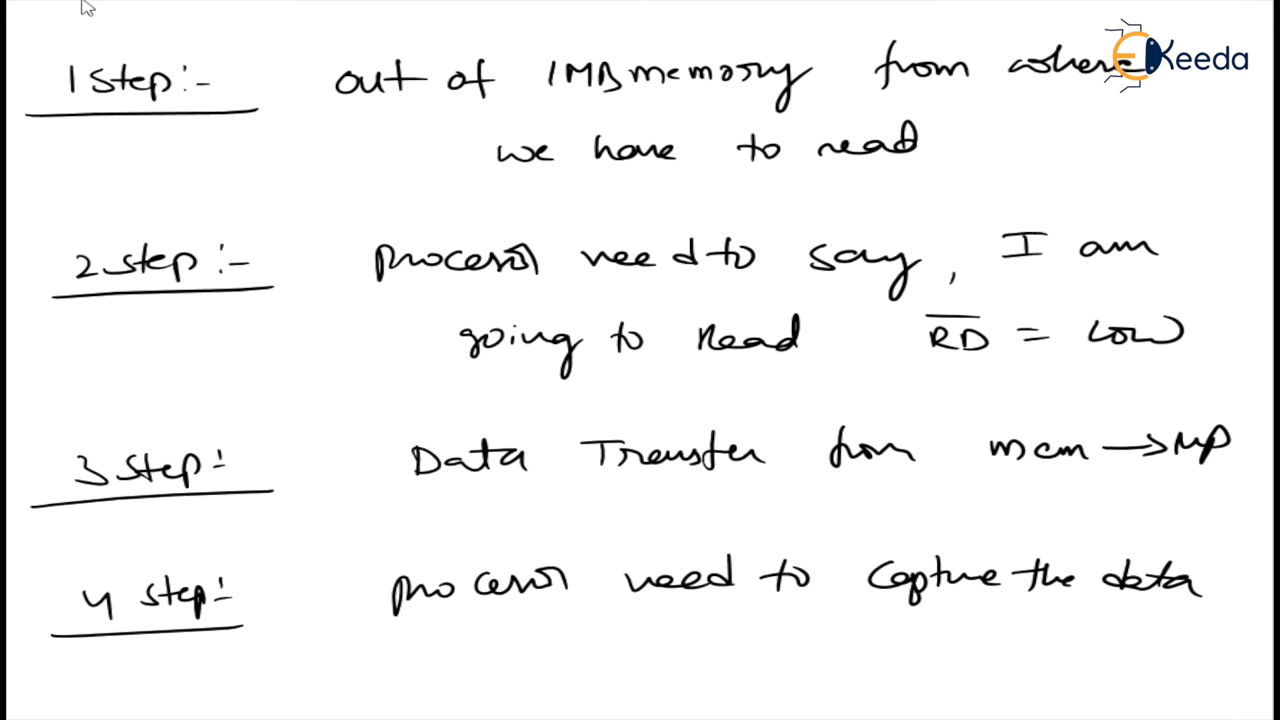 1 Step :- out of 1MB memory from where
we have to read
2 step :- processor need to say, I am
going to Read R̅D̅ = LOW
3 step :- Data Transfer from mem → MP
4 step :- processor need to capture the data
EKeeda